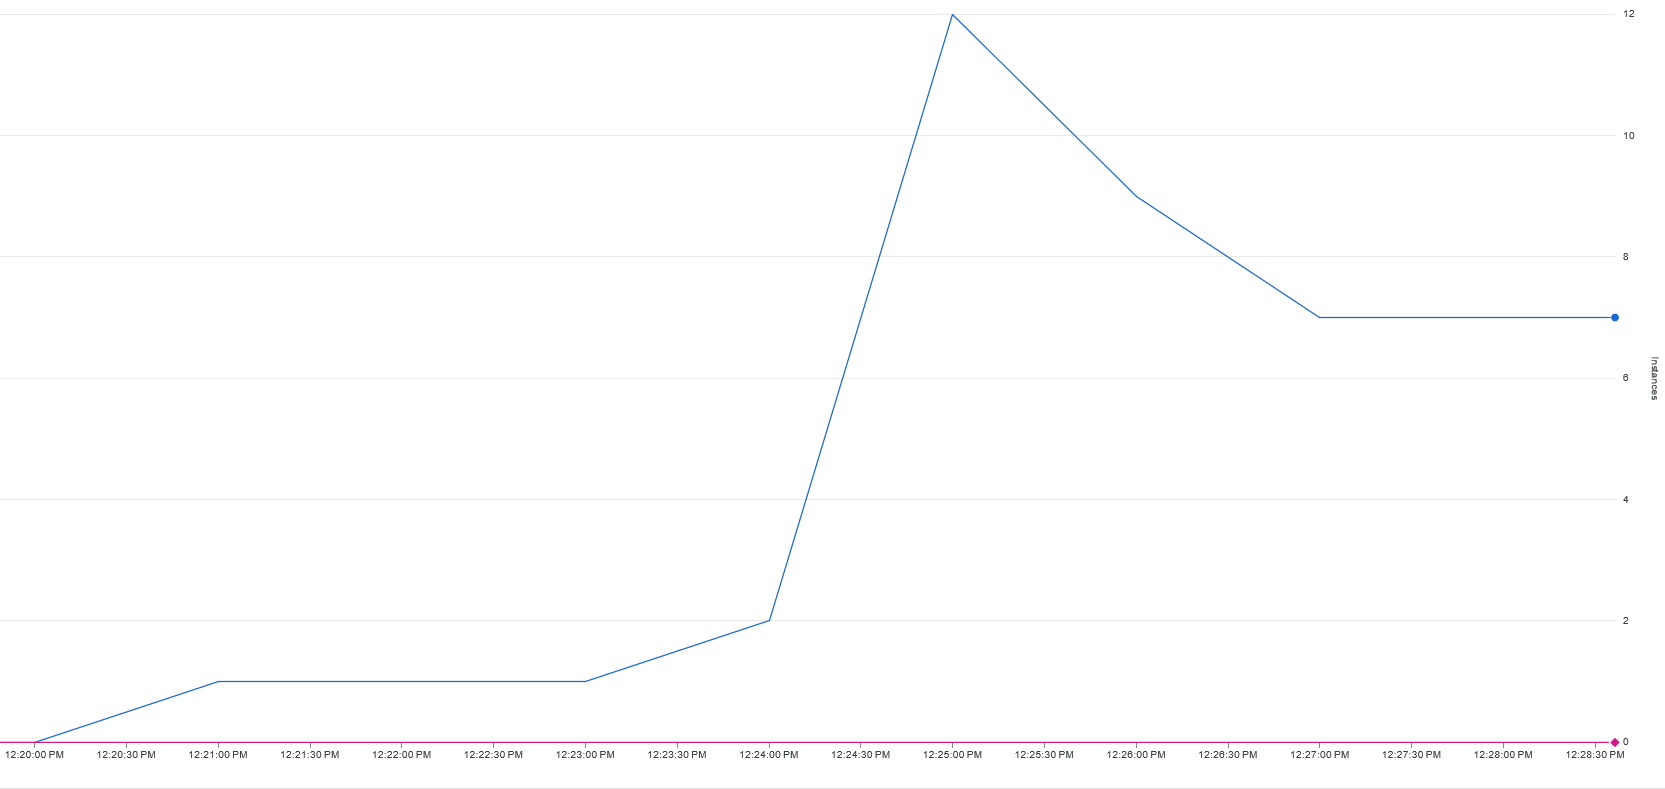 12
10
8
6
4
2
0
Instances
12:20:00 PM
12:20:30 PM
12:21:00 PM
12:21:30 PM
12:22:00 PM
12:22:30 PM
12:23:00 PM
12:23:30 PM
12:24:00 PM
12:24:30 PM
12:25:00 PM
12:25:30 PM
12:26:00 PM
12:26:30 PM
12:27:00 PM
12:27:30 PM
12:28:00 PM
12:28:30 PM